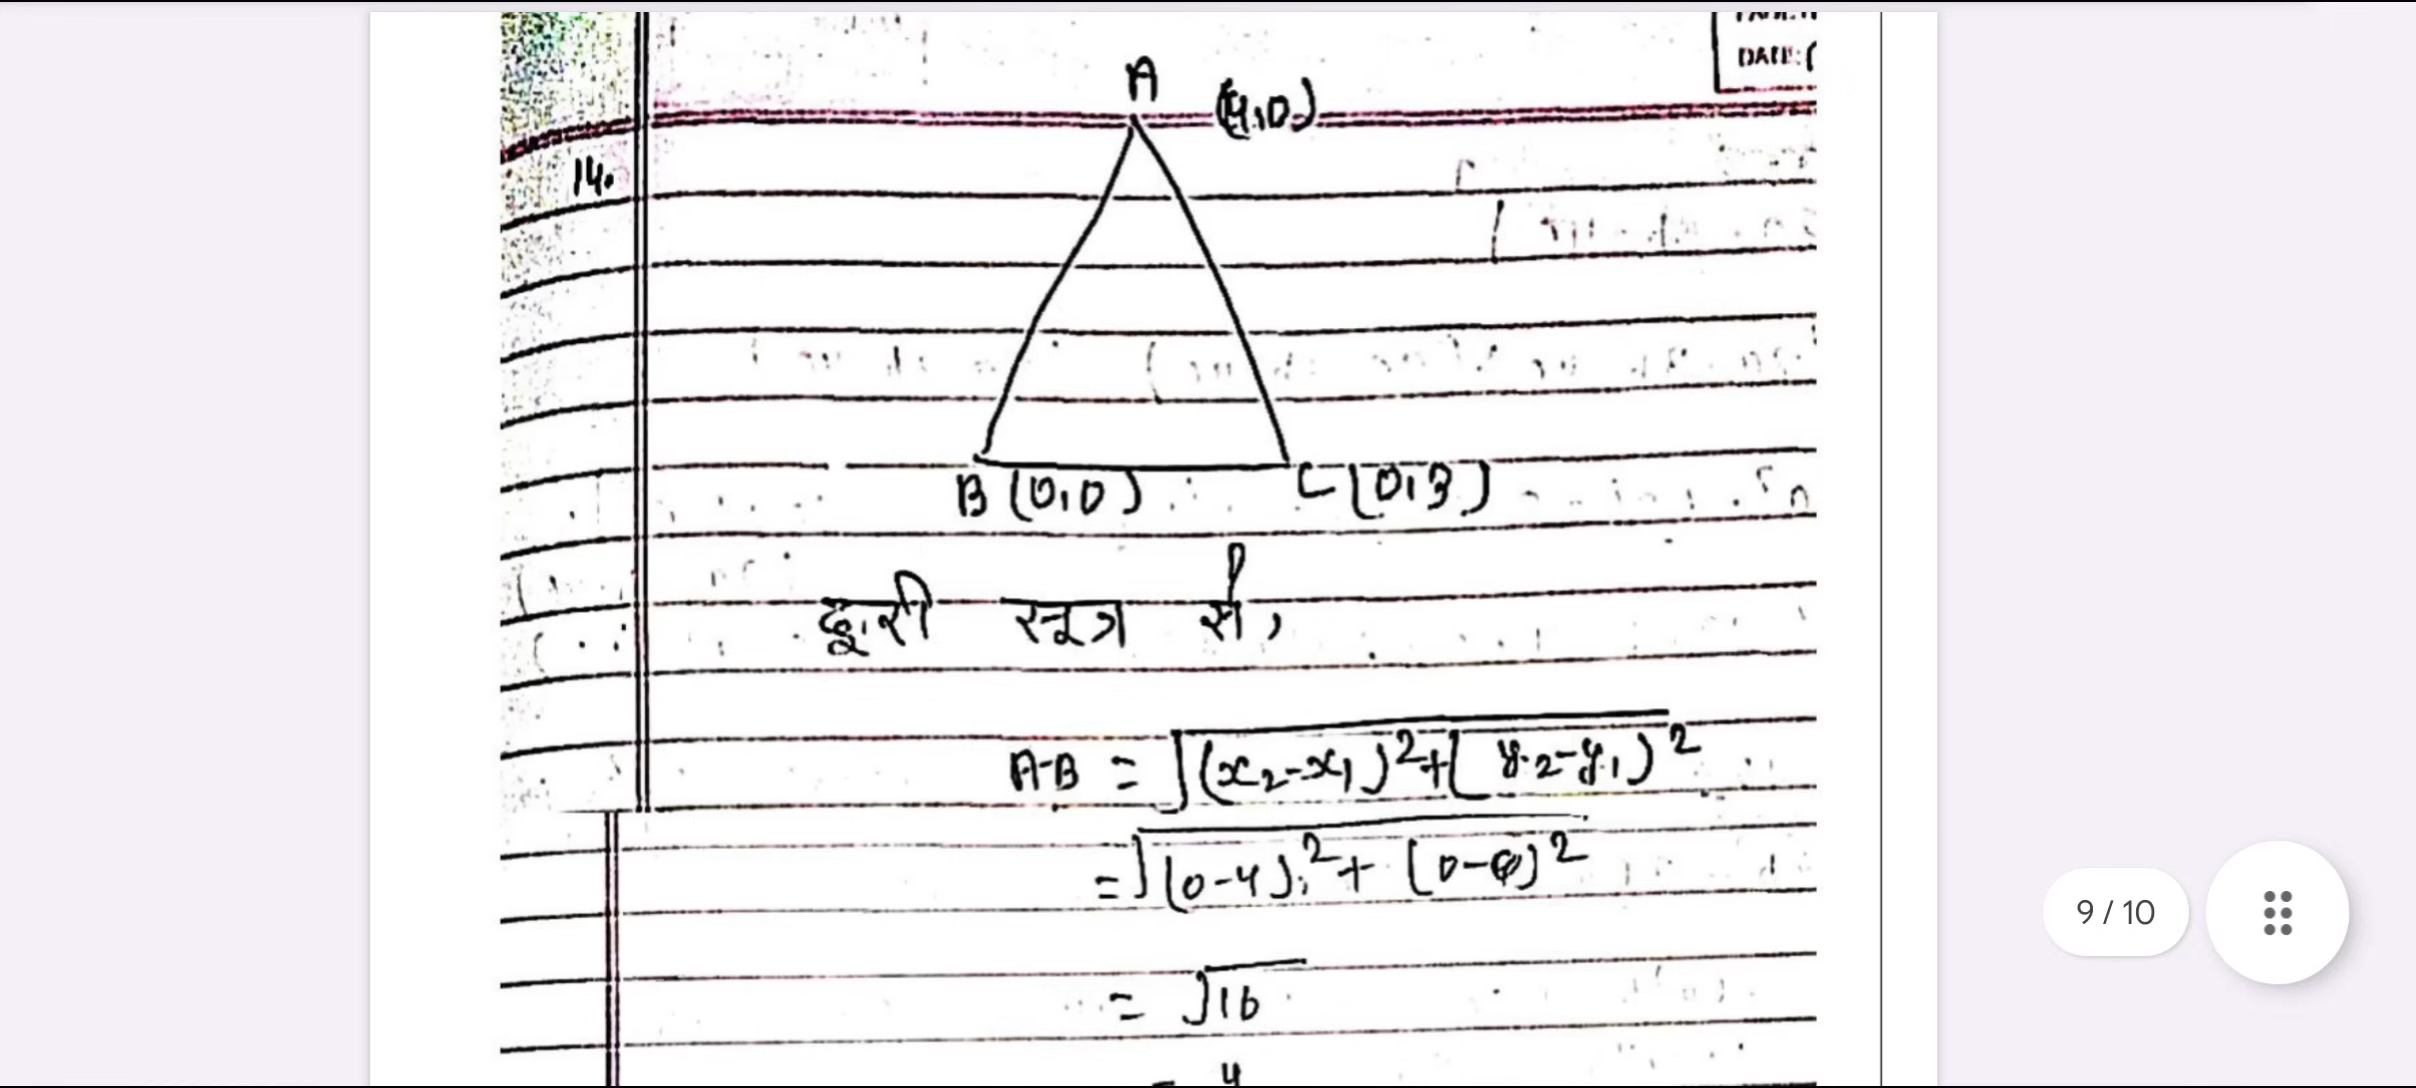 DATE:
A (4,0)
14.
B (0,0) C (0,3)
दूरी सूत्र से,
A-B = √(x₂-x₁)²+(y₂-y₁)²
= √(0-4)²+(0-0)²
= √16
= 4
9 / 10